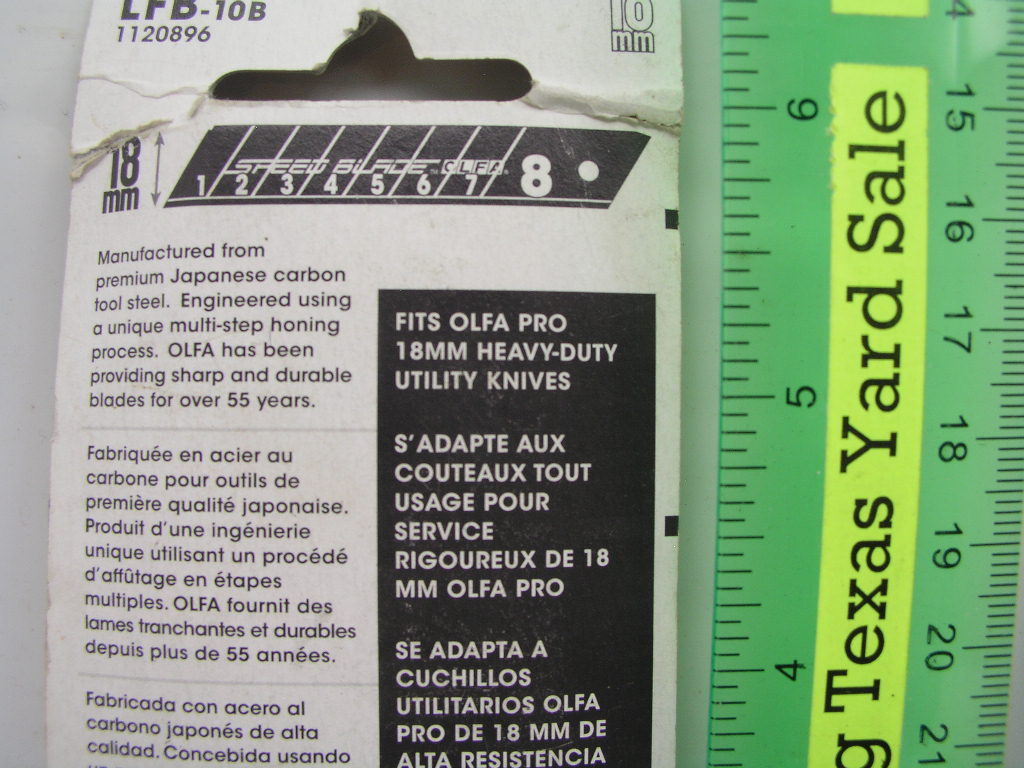 LFB-10B
1120896
10
mm
18
mm
SPEED BLADE™ OLFA®
1 2 3 4 5 6 7 8
Manufactured from
premium Japanese carbon
tool steel. Engineered using
a unique multi-step honing
process. OLFA has been
providing sharp and durable
blades for over 55 years.
Fabriquée en acier au
carbone pour outils de
première qualité japonaise.
Produit d'une ingénierie
unique utilisant un procédé
d'affûtage en étapes
multiples. OLFA fournit des
lames tranchantes et durables
depuis plus de 55 années.
Fabricada con acero al
carbono japonés de alta
calidad. Concebida usando
FITS OLFA PRO
18MM HEAVY-DUTY
UTILITY KNIVES
S'ADAPTE AUX
COUTEAUX TOUT
USAGE POUR
SERVICE
RIGOUREUX DE 18
MM OLFA PRO
SE ADAPTA A
CUCHILLOS
UTILITARIOS OLFA
PRO DE 18 MM DE
ALTA RESISTENCIA
6
5
4
g Texas Yard Sale
14
15
16
17
18
19
20
21